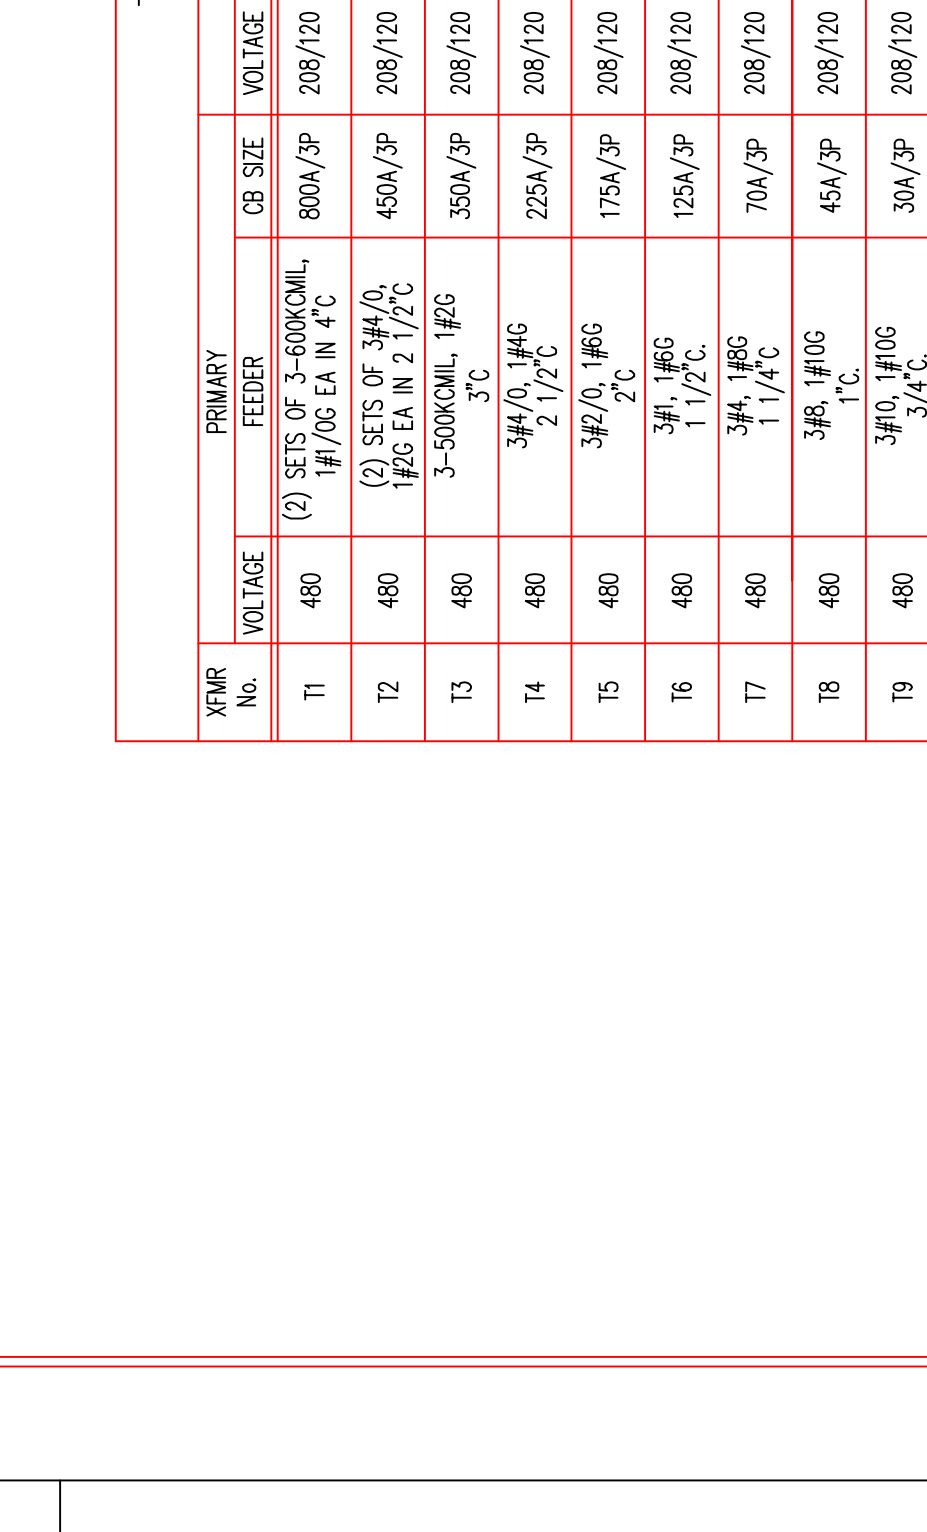 XFMR
No.
PRIMARY
VOLTAGE FEEDER CB SIZE VOLTAGE
T1 480 (2) SETS OF 3-600KCMIL, 800A/3P 208/120
1#1/0G EA IN 4"C
T2 480 (2) SETS OF 3#4/0, 450A/3P 208/120
1#2G EA IN 2 1/2"C
T3 480 3-500KCMIL, 1#2G 350A/3P 208/120
3"C
T4 480 3#4/0, 1#4G 225A/3P 208/120
2 1/2"C
T5 480 3#2/0, 1#6G 175A/3P 208/120
2"C
T6 480 3#1, 1#6G 125A/3P 208/120
1 1/2"C.
T7 480 3#4, 1#8G 70A/3P 208/120
1 1/4"C
T8 480 3#8, 1#10G 45A/3P 208/120
1"C.
T9 480 3#10, 1#10G 30A/3P 208/120
3/4"C.